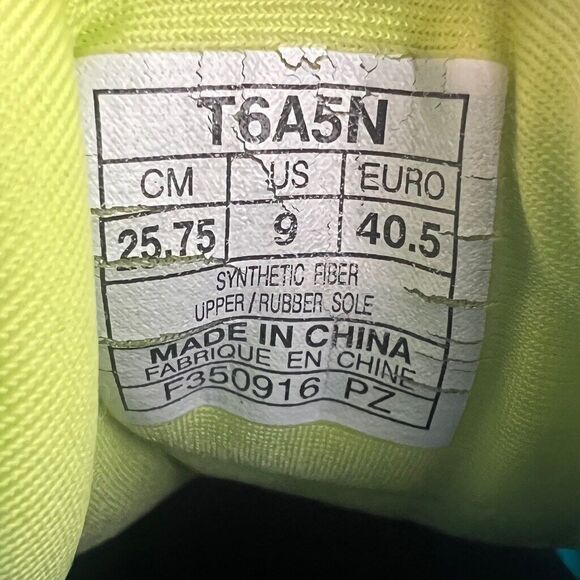 T6A5N
CM US EURO
25.75 9 40.5
SYNTHETIC FIBER
UPPER/RUBBER SOLE
MADE IN CHINA
FABRIQUE EN CHINE
F350916 PZ